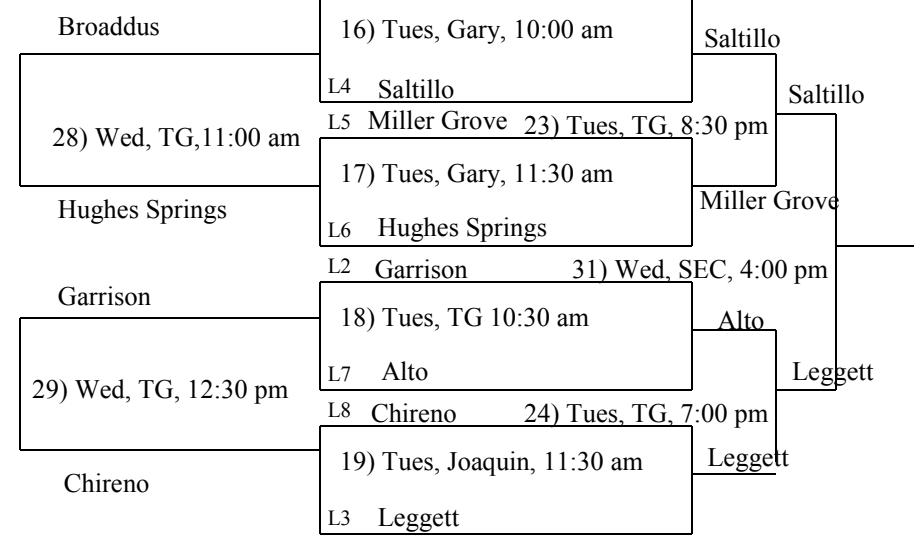 Broaddus
16) Tues, Gary, 10:00 am
Saltillo
L4 Saltillo
Saltillo
L5 Miller Grove
23) Tues, TG, 8:30 pm
28) Wed, TG,11:00 am
17) Tues, Gary, 11:30 am
Miller Grove
Hughes Springs
L6 Hughes Springs
L2 Garrison
31) Wed, SEC, 4:00 pm
Garrison
18) Tues, TG 10:30 am
Alto
L7 Alto
Leggett
29) Wed, TG, 12:30 pm
L8 Chireno
24) Tues, TG, 7:00 pm
19) Tues, Joaquin, 11:30 am
Leggett
Chireno
L3 Leggett